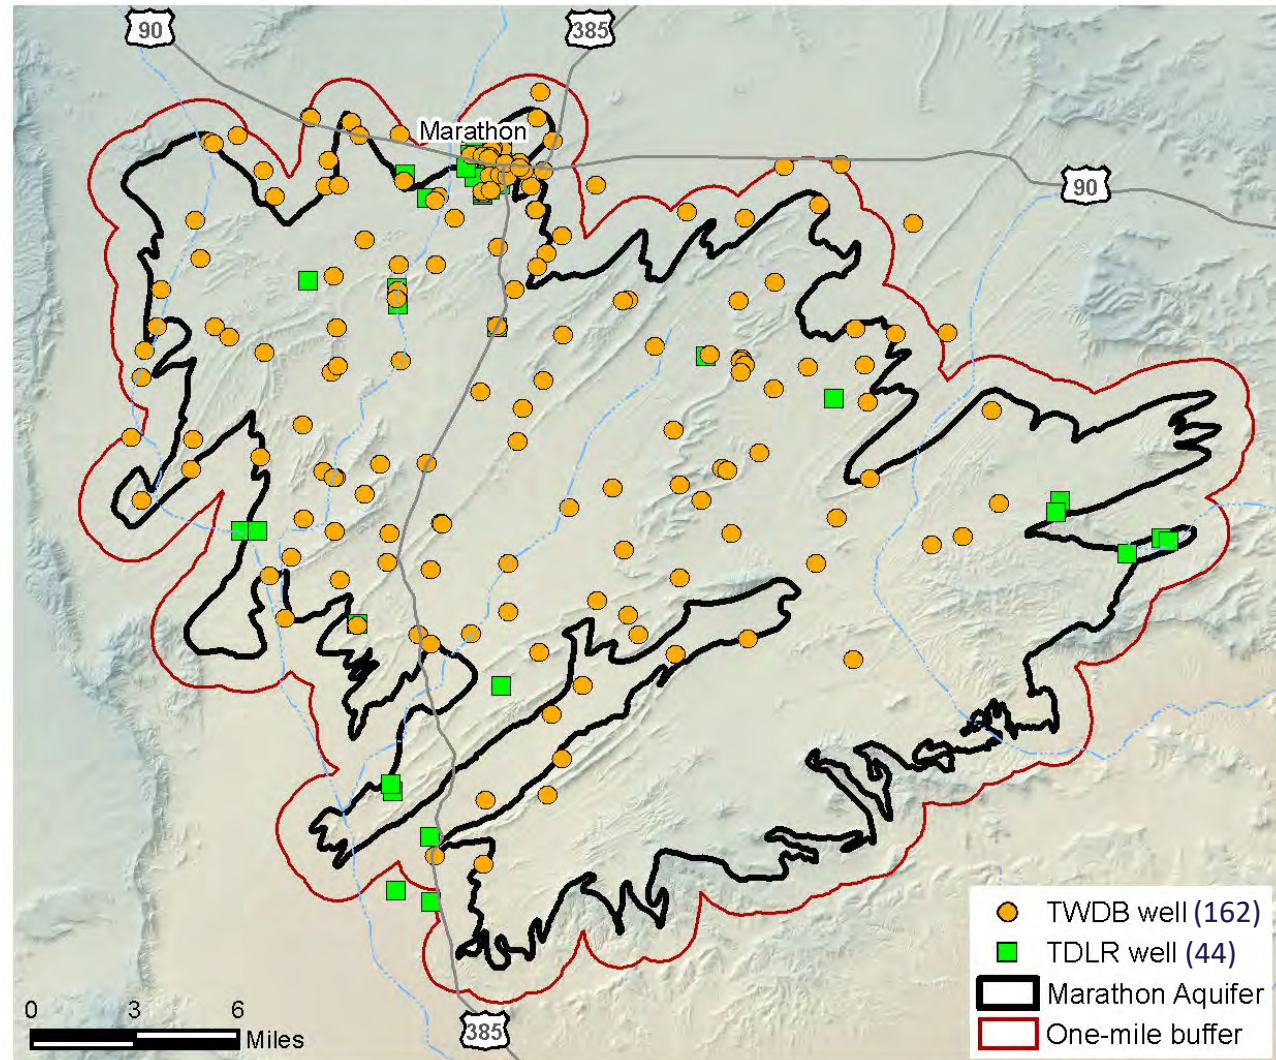 90
385
Marathon
90
TWDB well (162)
TDLR well (44)
Marathon Aquifer
One-mile buffer
0 3 6
Miles
385